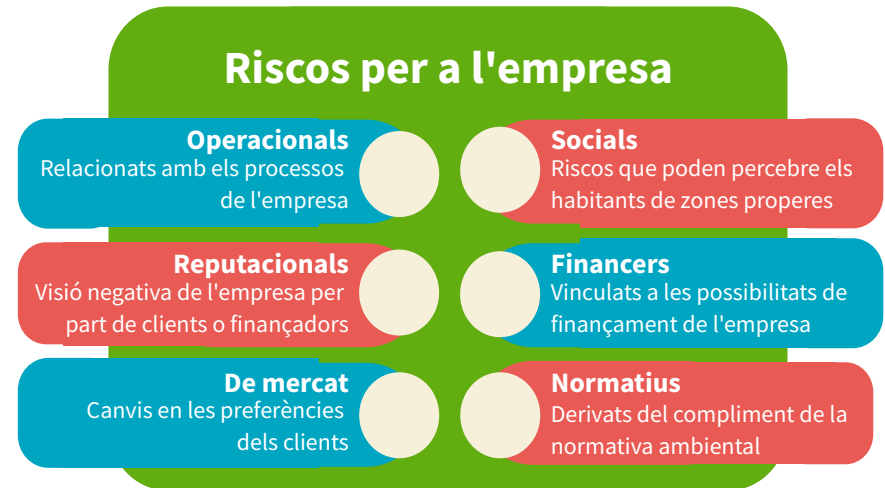 Riscos per a l'empresa
Operacionals
Relacionats amb els processos
de l'empresa
Socials
Riscos que poden percebre els
habitants de zones properes
Reputacionals
Visió negativa de l'empresa per
part de clients o finançadors
Financers
Vinculats a les possibilitats de
finançament de l'empresa
De mercat
Canvis en les preferències
dels clients
Normatius
Derivats del compliment de la
normativa ambiental